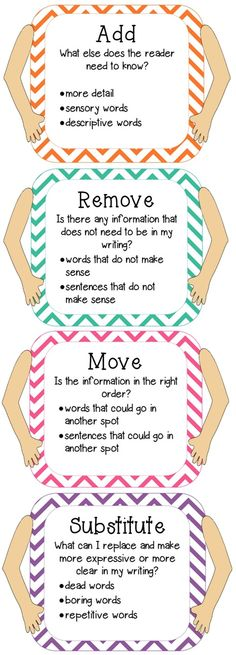 Add
What else does the reader
need to know?
•more detail
•sensory words
•descriptive words
Remove
Is there any information that
does not need to be in my
writing?
•words that do not make
sense
•sentences that do not
make sense
Move
Is the information in the right
order?
•words that could go in
another spot
•sentences that could go in
another spot
Substitute
What can I replace and make
more expressive or more
clear in my writing?
•dead words
•boring words
•repetitive words